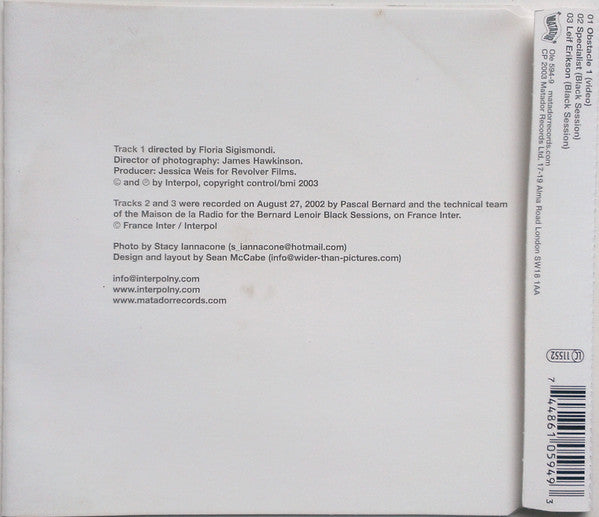 Track 1 directed by Floria Sigismondi.
Director of photography: James Hawkinson.
Producer: Jessica Weis for Revolver Films.
© and ℗ by Interpol, copyright control/bmi 2003
Tracks 2 and 3 were recorded on August 27, 2002 by Pascal Bernard and the technical team
of the Maison de la Radio for the Bernard Lenoir Black Sessions, on France Inter.
© France Inter / Interpol
Photo by Stacy Iannacone (s_iannacone@hotmail.com)
Design and layout by Sean McCabe (info@wider-than-pictures.com)
info@interpolny.com
www.interpolny.com
www.matadorrecords.com
01 Obstacle 1 (video)
02 Specialist (Black Session)
03 Leif Erikson (Black Session)
MATADOR
Ole 594-9 matadorrecords.com
CP 2003 Matador Records Ltd. 17-19 Alma Road London SW18 1AA
LC 11552
7 44861 05949 3